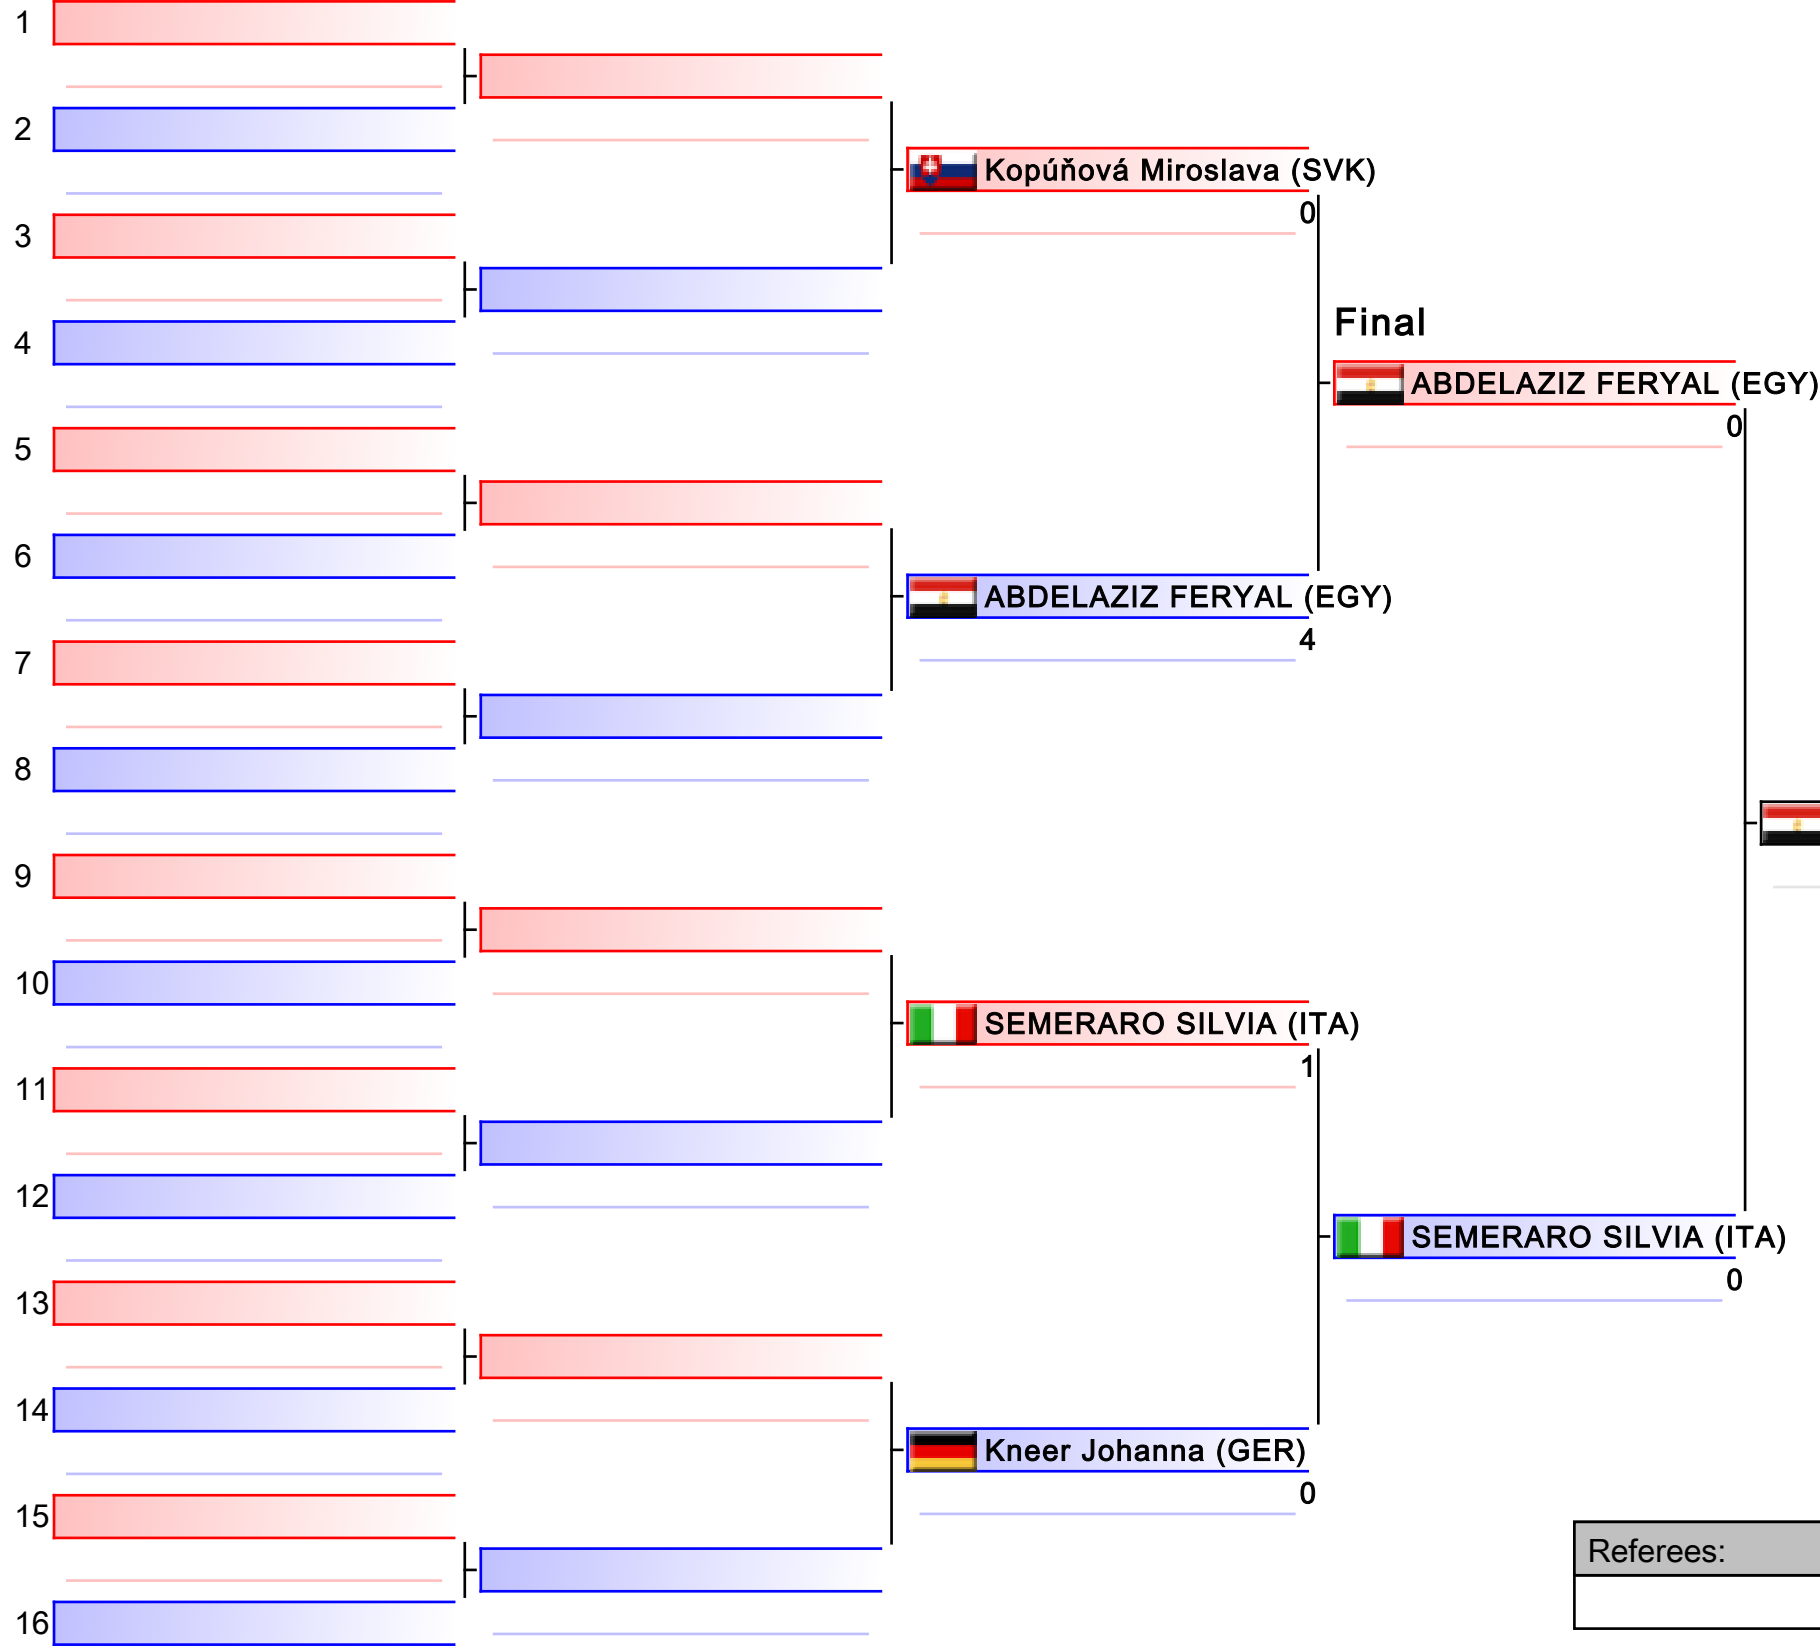 1
2
Kopúňová Miroslava (SVK)
0
3
4
Final
ABDELAZIZ FERYAL (EGY)
0
5
6
ABDELAZIZ FERYAL (EGY)
4
7
8
9
10
SEMERARO SILVIA (ITA)
1
11
12
SEMERARO SILVIA (ITA)
0
13
14
Kneer Johanna (GER)
0
15
Referees:
16